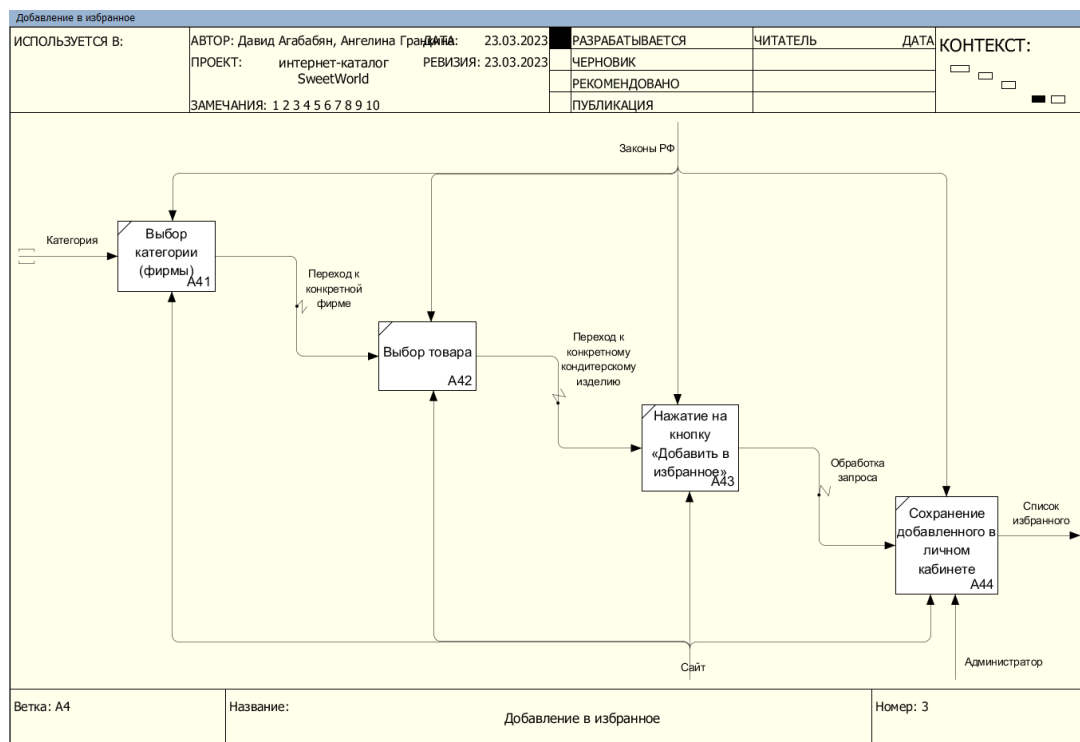 Добавление в избранное
ИСПОЛЬЗУЕТСЯ В:
АВТОР: Давид Агабабян, Ангелина Грандина
ДАТА: 23.03.2023
ПРОЕКТ: интернет-каталог
SweetWorld
РЕВИЗИЯ: 23.03.2023
ЗАМЕЧАНИЯ: 1 2 3 4 5 6 7 8 9 10
РАЗРАБАТЫВАЕТСЯ
ЧЕРНОВИК
РЕКОМЕНДОВАНО
ПУБЛИКАЦИЯ
ЧИТАТЕЛЬ
ДАТА
КОНТЕКСТ:
Законы РФ
Категория
Выбор
категории
(фирмы)
A41
Переход к
конкретной
фирме
Выбор товара
A42
Переход к
конкретному
кондитерскому
изделию
Нажатие на
кнопку
«Добавить в
избранное»
A43
Обработка
запроса
Сохранение
добавленного в
личном
кабинете
A44
Список
избранного
Сайт
Администратор
Ветка: A4
Название:
Добавление в избранное
Номер: 3